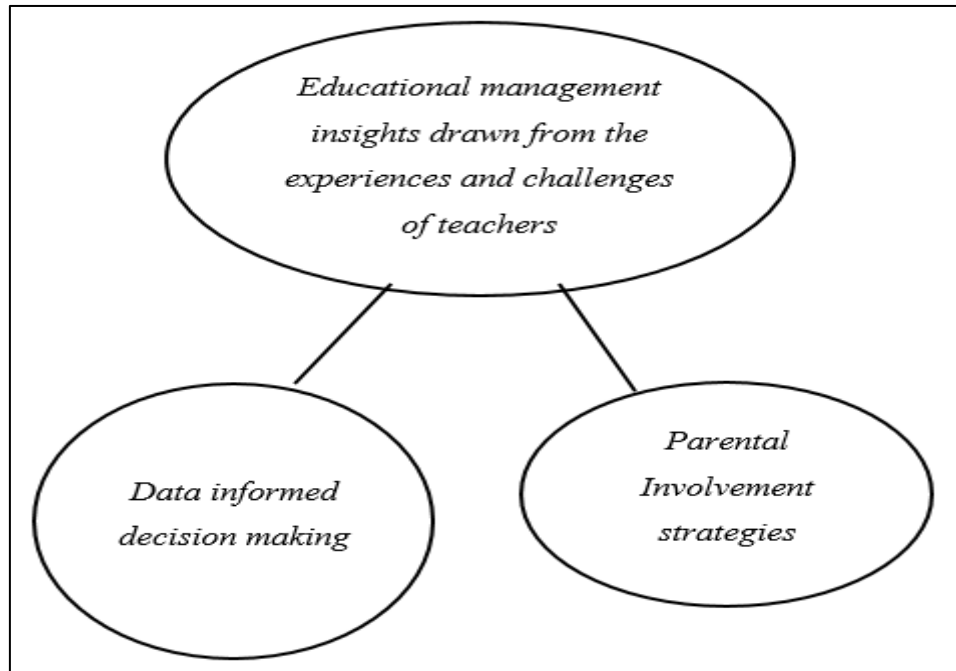 Educational management
insights drawn from the
experiences and challenges
of teachers
Data informed
decision making
Parental
Involvement
strategies